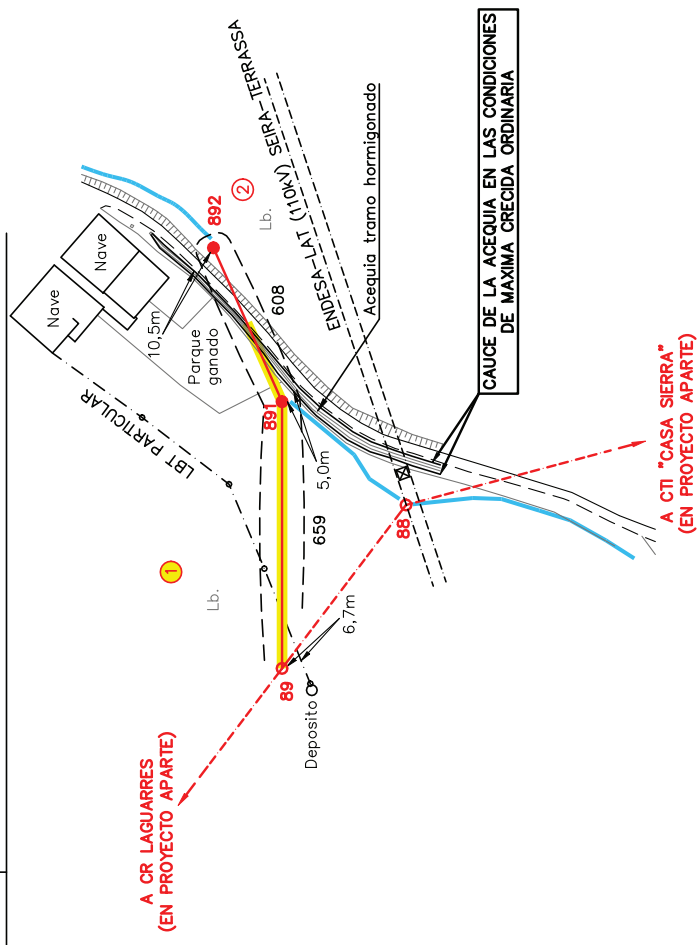 A CR LAGUARRES
(EN PROYECTO APARTE)
Deposito
89
6,7m
Lb.
1
659
LBT PARTICULAR
Nave
Nave
Parque
ganado
10,5m
891
5,0m
892
2
Lb.
608
88
ENDESA LAT (110kV) SEIRA-TERRASSA
Acequia tramo hormigonado
CAUCE DE LA ACEQUIA EN LAS CONDICIONES
DE MAXIMA CRECIDA ORDINARIA
A CTI "CASA SIERRA"
(EN PROYECTO APARTE)